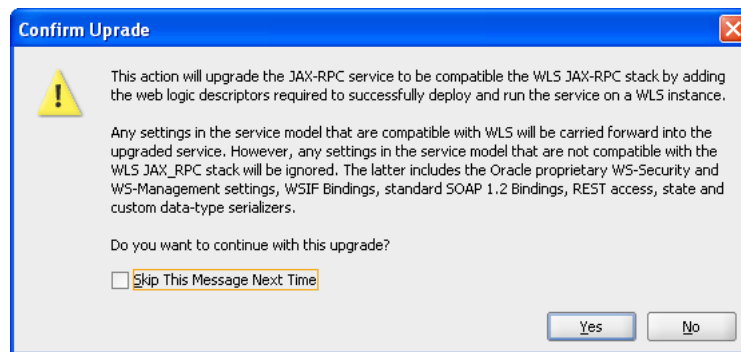 Confirm Uprade
This action will upgrade the JAX-RPC service to be compatible the WLS JAX-RPC stack by adding
the web logic descriptors required to successfully deploy and run the service on a WLS instance.
Any settings in the service model that are compatible with WLS will be carried forward into the
upgraded service. However, any settings in the service model that are not compatible with the
WLS JAX_RPC stack will be ignored. The latter includes the Oracle proprietary WS-Security and
WS-Management settings, WSIF Bindings, standard SOAP 1.2 Bindings, REST access, state and
custom data-type serializers.
Do you want to continue with this upgrade?
Skip This Message Next Time
Yes No